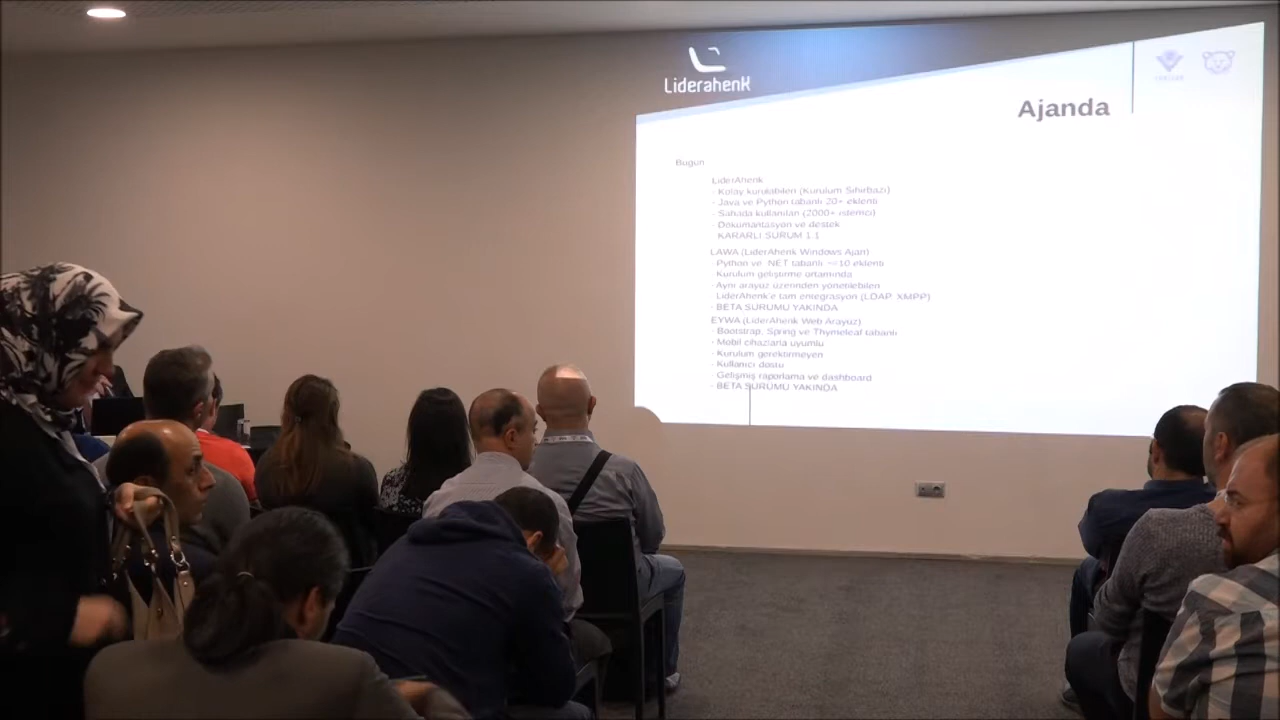 LiderahenK
Ajanda
Bugün
LiderAhenk
- Kolay kurulabilen (Kurulum Sihirbazı)
- Java ve Python tabanlı 20+ eklenti
- Sahada kullanılan (2000+ istemci)
- Dokümantasyon ve destek
KARARLI SÜRÜM 1.1
LAWA (LiderAhenk Windows Ajan)
- Python ve .NET tabanlı ~=10 eklenti
- Kurulum geliştirme ortamında
- Aynı arayüz üzerinden yönetilebilen
- LiderAhenk'e tam entegrasyon (LDAP, XMPP)
- BETA SÜRÜMÜ YAKINDA
EYWA (LiderAhenk Web Arayüz)
- Bootstrap, Spring ve Thymeleaf tabanlı
- Mobil cihazlarla uyumlu
- Kurulum gerektirmeyen
- Kullanıcı dostu
- Gelişmiş raporlama ve dashboard
- BETA SÜRÜMÜ YAKINDA